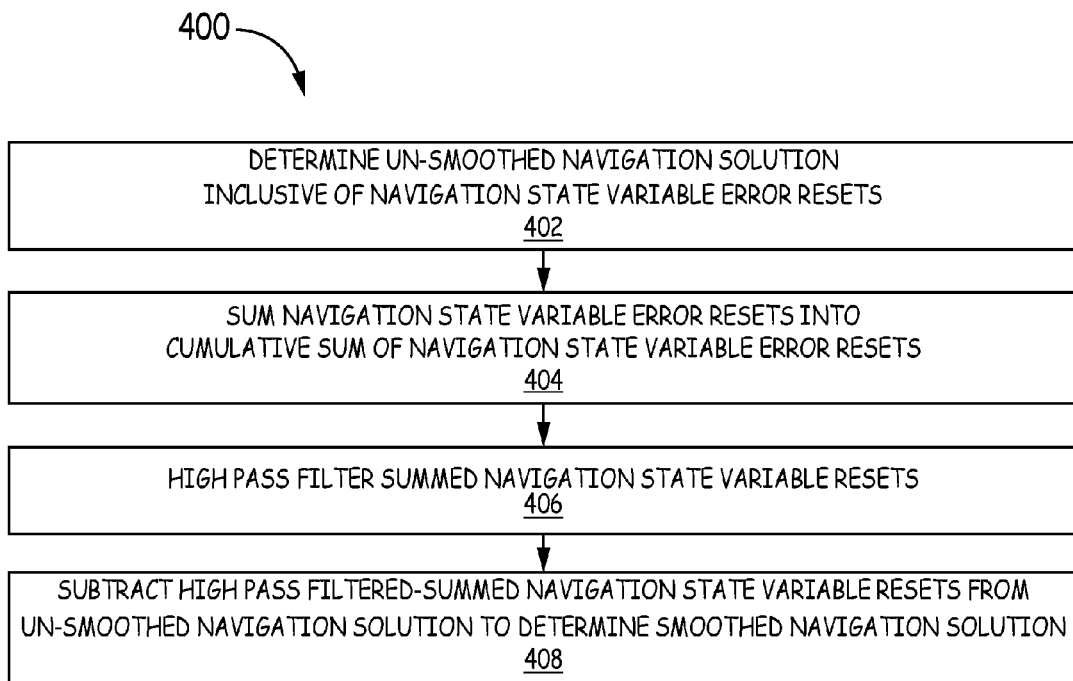 400
DETERMINE UN-SMOOTHED NAVIGATION SOLUTION
INCLUSIVE OF NAVIGATION STATE VARIABLE ERROR RESETS
402
SUM NAVIGATION STATE VARIABLE ERROR RESETS INTO
CUMULATIVE SUM OF NAVIGATION STATE VARIABLE ERROR RESETS
404
HIGH PASS FILTER SUMMED NAVIGATION STATE VARIABLE RESETS
406
SUBTRACT HIGH PASS FILTERED-SUMMED NAVIGATION STATE VARIABLE RESETS FROM
UN-SMOOTHED NAVIGATION SOLUTION TO DETERMINE SMOOTHED NAVIGATION SOLUTION
408